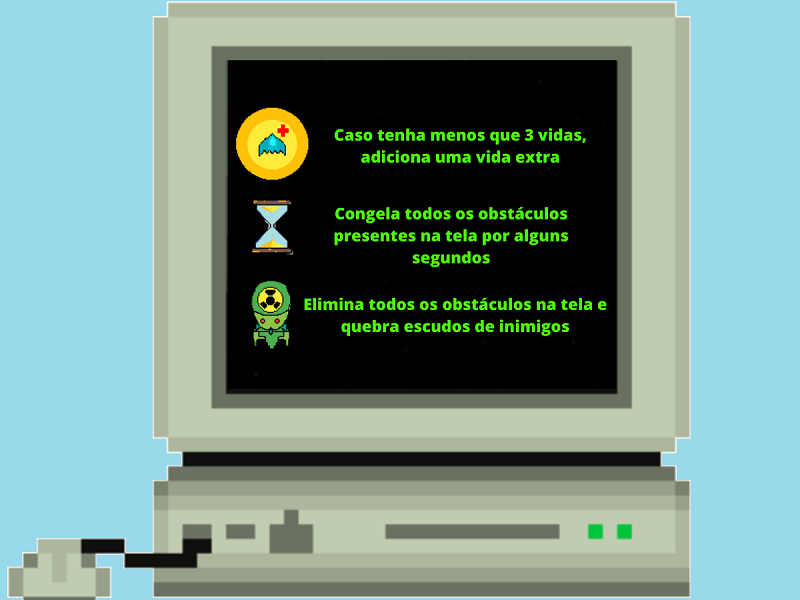 Caso tenha menos que 3 vidas,
adiciona uma vida extra
Congela todos os obstáculos
presentes na tela por alguns
segundos
Elimina todos os obstáculos na tela e
quebra escudos de inimigos